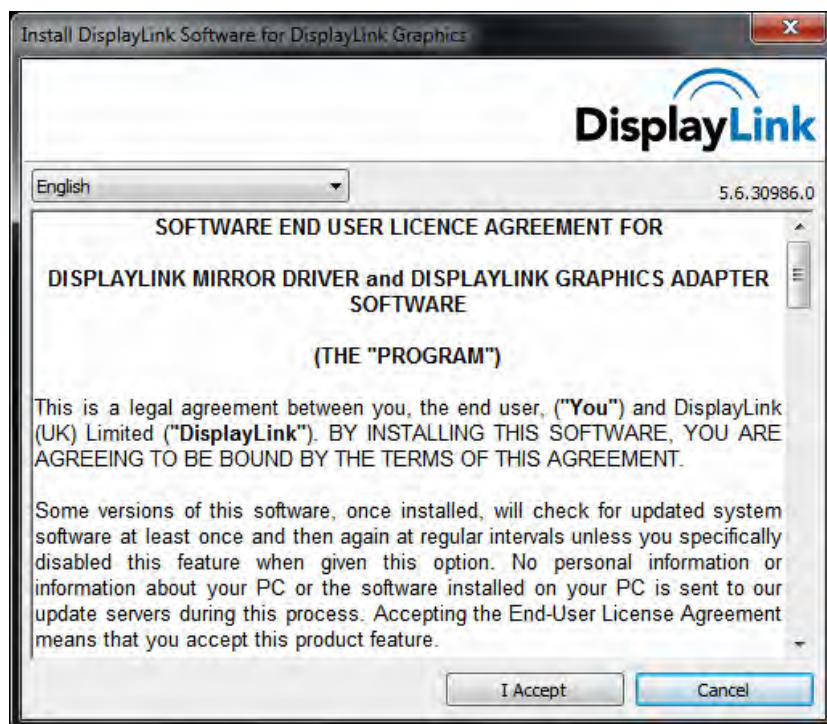 Install DisplayLink Software for DisplayLink Graphics
DisplayLink
English
5.6.30986.0
SOFTWARE END USER LICENCE AGREEMENT FOR
DISPLAYLINK MIRROR DRIVER and DISPLAYLINK GRAPHICS ADAPTER
SOFTWARE
(THE "PROGRAM")
This is a legal agreement between you, the end user, ("You") and DisplayLink
(UK) Limited ("DisplayLink"). BY INSTALLING THIS SOFTWARE, YOU ARE
AGREEING TO BE BOUND BY THE TERMS OF THIS AGREEMENT.
Some versions of this software, once installed, will check for updated system
software at least once and then again at regular intervals unless you specifically
disabled this feature when given this option. No personal information or
information about your PC or the software installed on your PC is sent to our
update servers during this process. Accepting the End-User License Agreement
means that you accept this product feature.
I Accept
Cancel